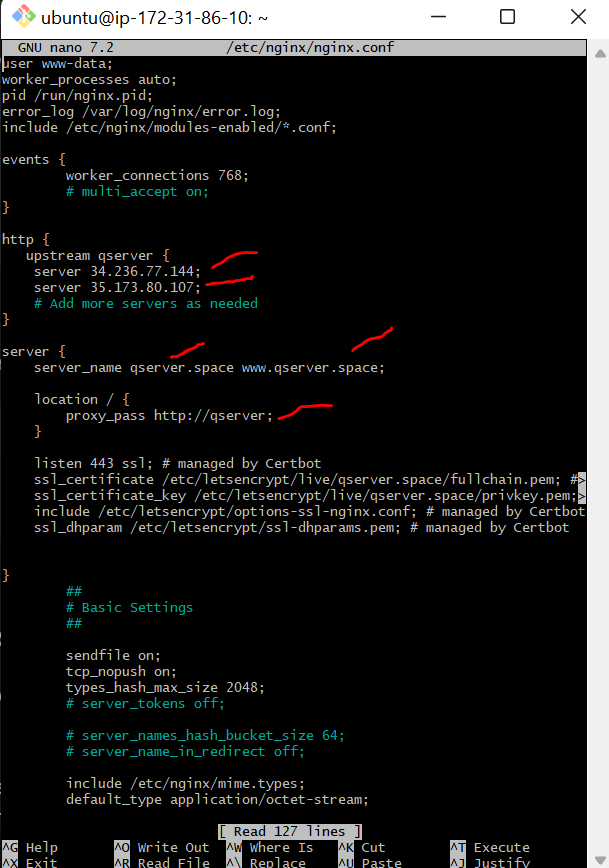 ubuntu@ip-172-31-86-10: ~
GNU nano 7.2 /etc/nginx/nginx.conf
user www-data;
worker_processes auto;
pid /run/nginx.pid;
error_log /var/log/nginx/error.log;
include /etc/nginx/modules-enabled/*.conf;
events {
worker_connections 768;
# multi_accept on;
}
http {
upstream qserver {
server 34.236.77.144;
server 35.173.80.107;
# Add more servers as needed
}
server {
server_name qserver.space www.qserver.space;
location / {
proxy_pass http://qserver;
}
listen 443 ssl; # managed by Certbot
ssl_certificate /etc/letsencrypt/live/qserver.space/fullchain.pem; #>
ssl_certificate_key /etc/letsencrypt/live/qserver.space/privkey.pem;>
include /etc/letsencrypt/options-ssl-nginx.conf; # managed by Certbot
ssl_dhparam /etc/letsencrypt/ssl-dhparams.pem; # managed by Certbot
}
##
# Basic Settings
##
sendfile on;
tcp_nopush on;
types_hash_max_size 2048;
# server_tokens off;
# server_names_hash_bucket_size 64;
# server_name_in_redirect off;
include /etc/nginx/mime.types;
default_type application/octet-stream;
[ Read 127 lines ]
^G Help ^O Write Out ^W Where Is ^K Cut ^T Execute
^X Exit ^R Read File ^\ Replace ^U Paste ^J Justify